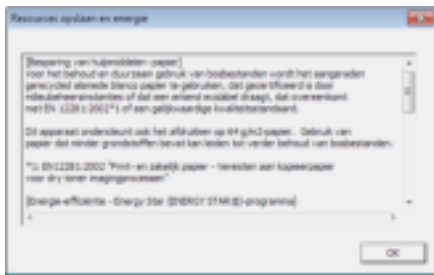 Resources opslaan en energie
[Besparing van hulpmiddelen - papier]
Voor het behoud en duurzaam gebruik van bosbestanden wordt het aangeraden
gerecycled alsmede blanco papier te gebruiken, dat gecertificeerd is door
milieubeheersinstanties of dat een erkend ecolabel draagt, dat overeenkomt
met EN 12281:2002*1) of een gelijkwaardige kwaliteitsstandaard.
Dit apparaat ondersteunt ook het afdrukken op 64 g/m2-papier . Gebruik van
papier dat minder grondstoffen bevat kan leiden tot verder behoud van bosbestanden.
*1: EN12281:2002 "Print- en zakelijk papier - Vereisten aan kopieerpapier
voor dry toner imagingprocessen"
[Energie-efficiëntie - Energy Star (ENERGY STAR®)-programma]
OK